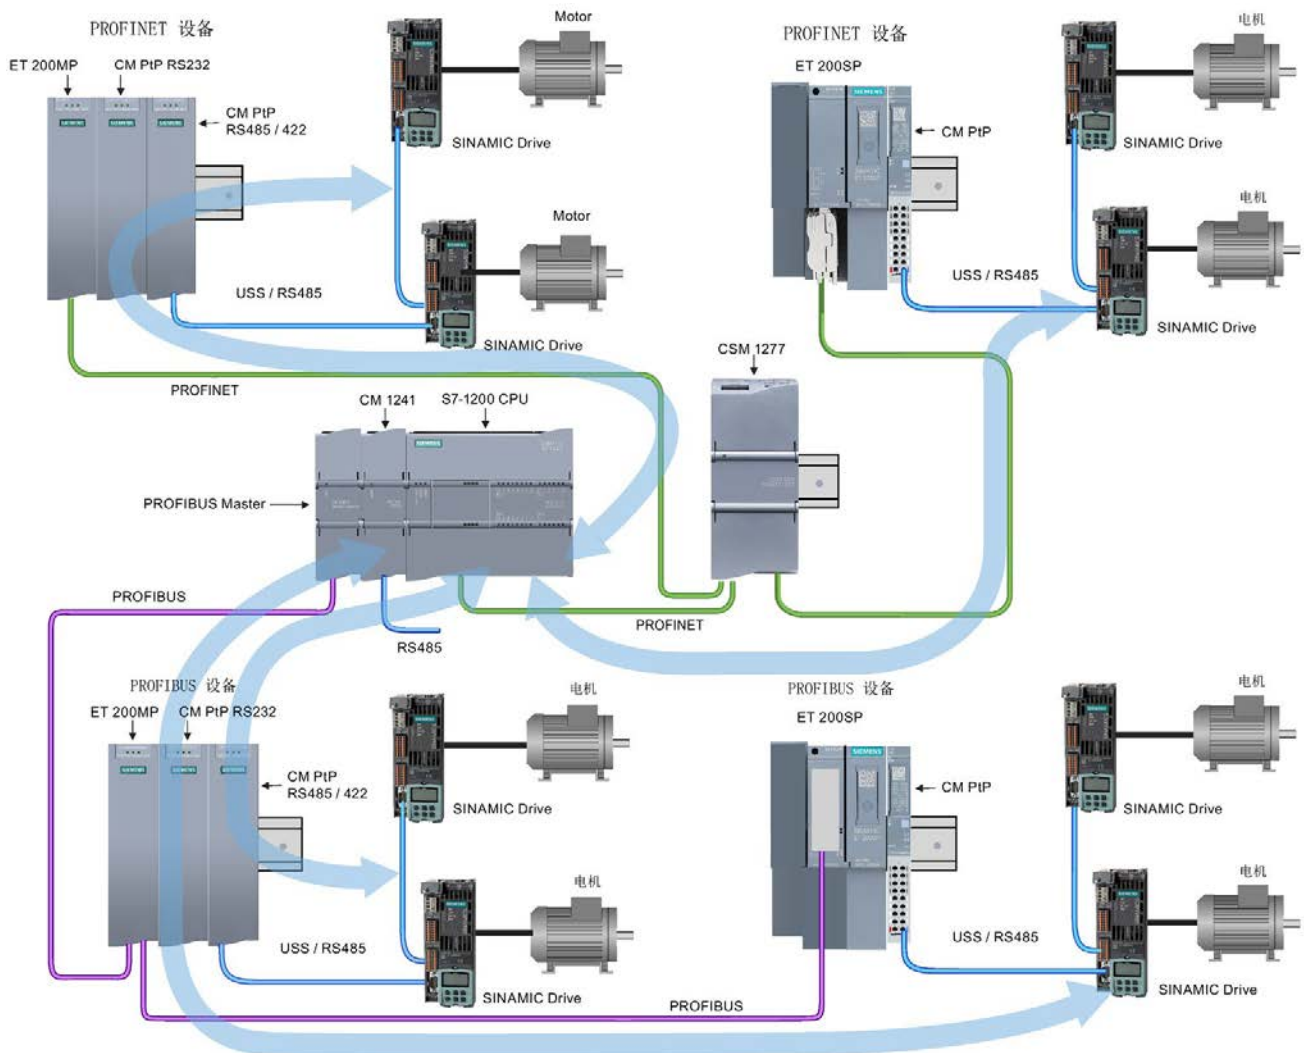 PROFINET 设备
ET 200MP
CM PtP RS232
CM PtP
RS485 / 422
Motor
SINAMIC Drive
Motor
SINAMIC Drive
USS / RS485
PROFINET
PROFINET 设备
ET 200SP
SIEMENS
CM PtP
电机
SINAMIC Drive
电机
SINAMIC Drive
USS / RS485
CSM 1277
CM 1241
S7-1200 CPU
SIEMENS
PROFIBUS Master
PROFIBUS
RS485
PROFINET
PROFIBUS 设备
ET 200MP
CM PtP RS232
CM PtP
RS485 / 422
电机
SINAMIC Drive
电机
SINAMIC Drive
USS / RS485
PROFIBUS 设备
ET 200SP
SIEMENS
CM PtP
电机
SINAMIC Drive
电机
SINAMIC Drive
USS / RS485
PROFIBUS